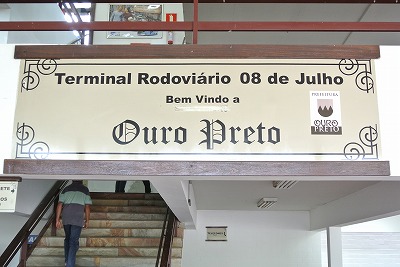 Terminal Rodoviário 08 de Julho
Bem Vindo a
Ouro Preto
PREFEITURA
OURO
PRETO